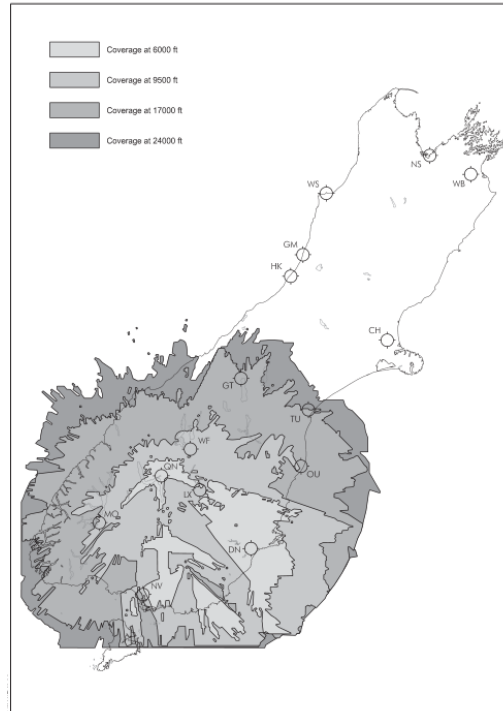 Coverage at 6000 ft
Coverage at 9500 ft
Coverage at 17000 ft
Coverage at 24000 ft
NS
WB
WS
GM
HK
CH
GT
TU
WF
QN
OU
LX
MO
DN
NV